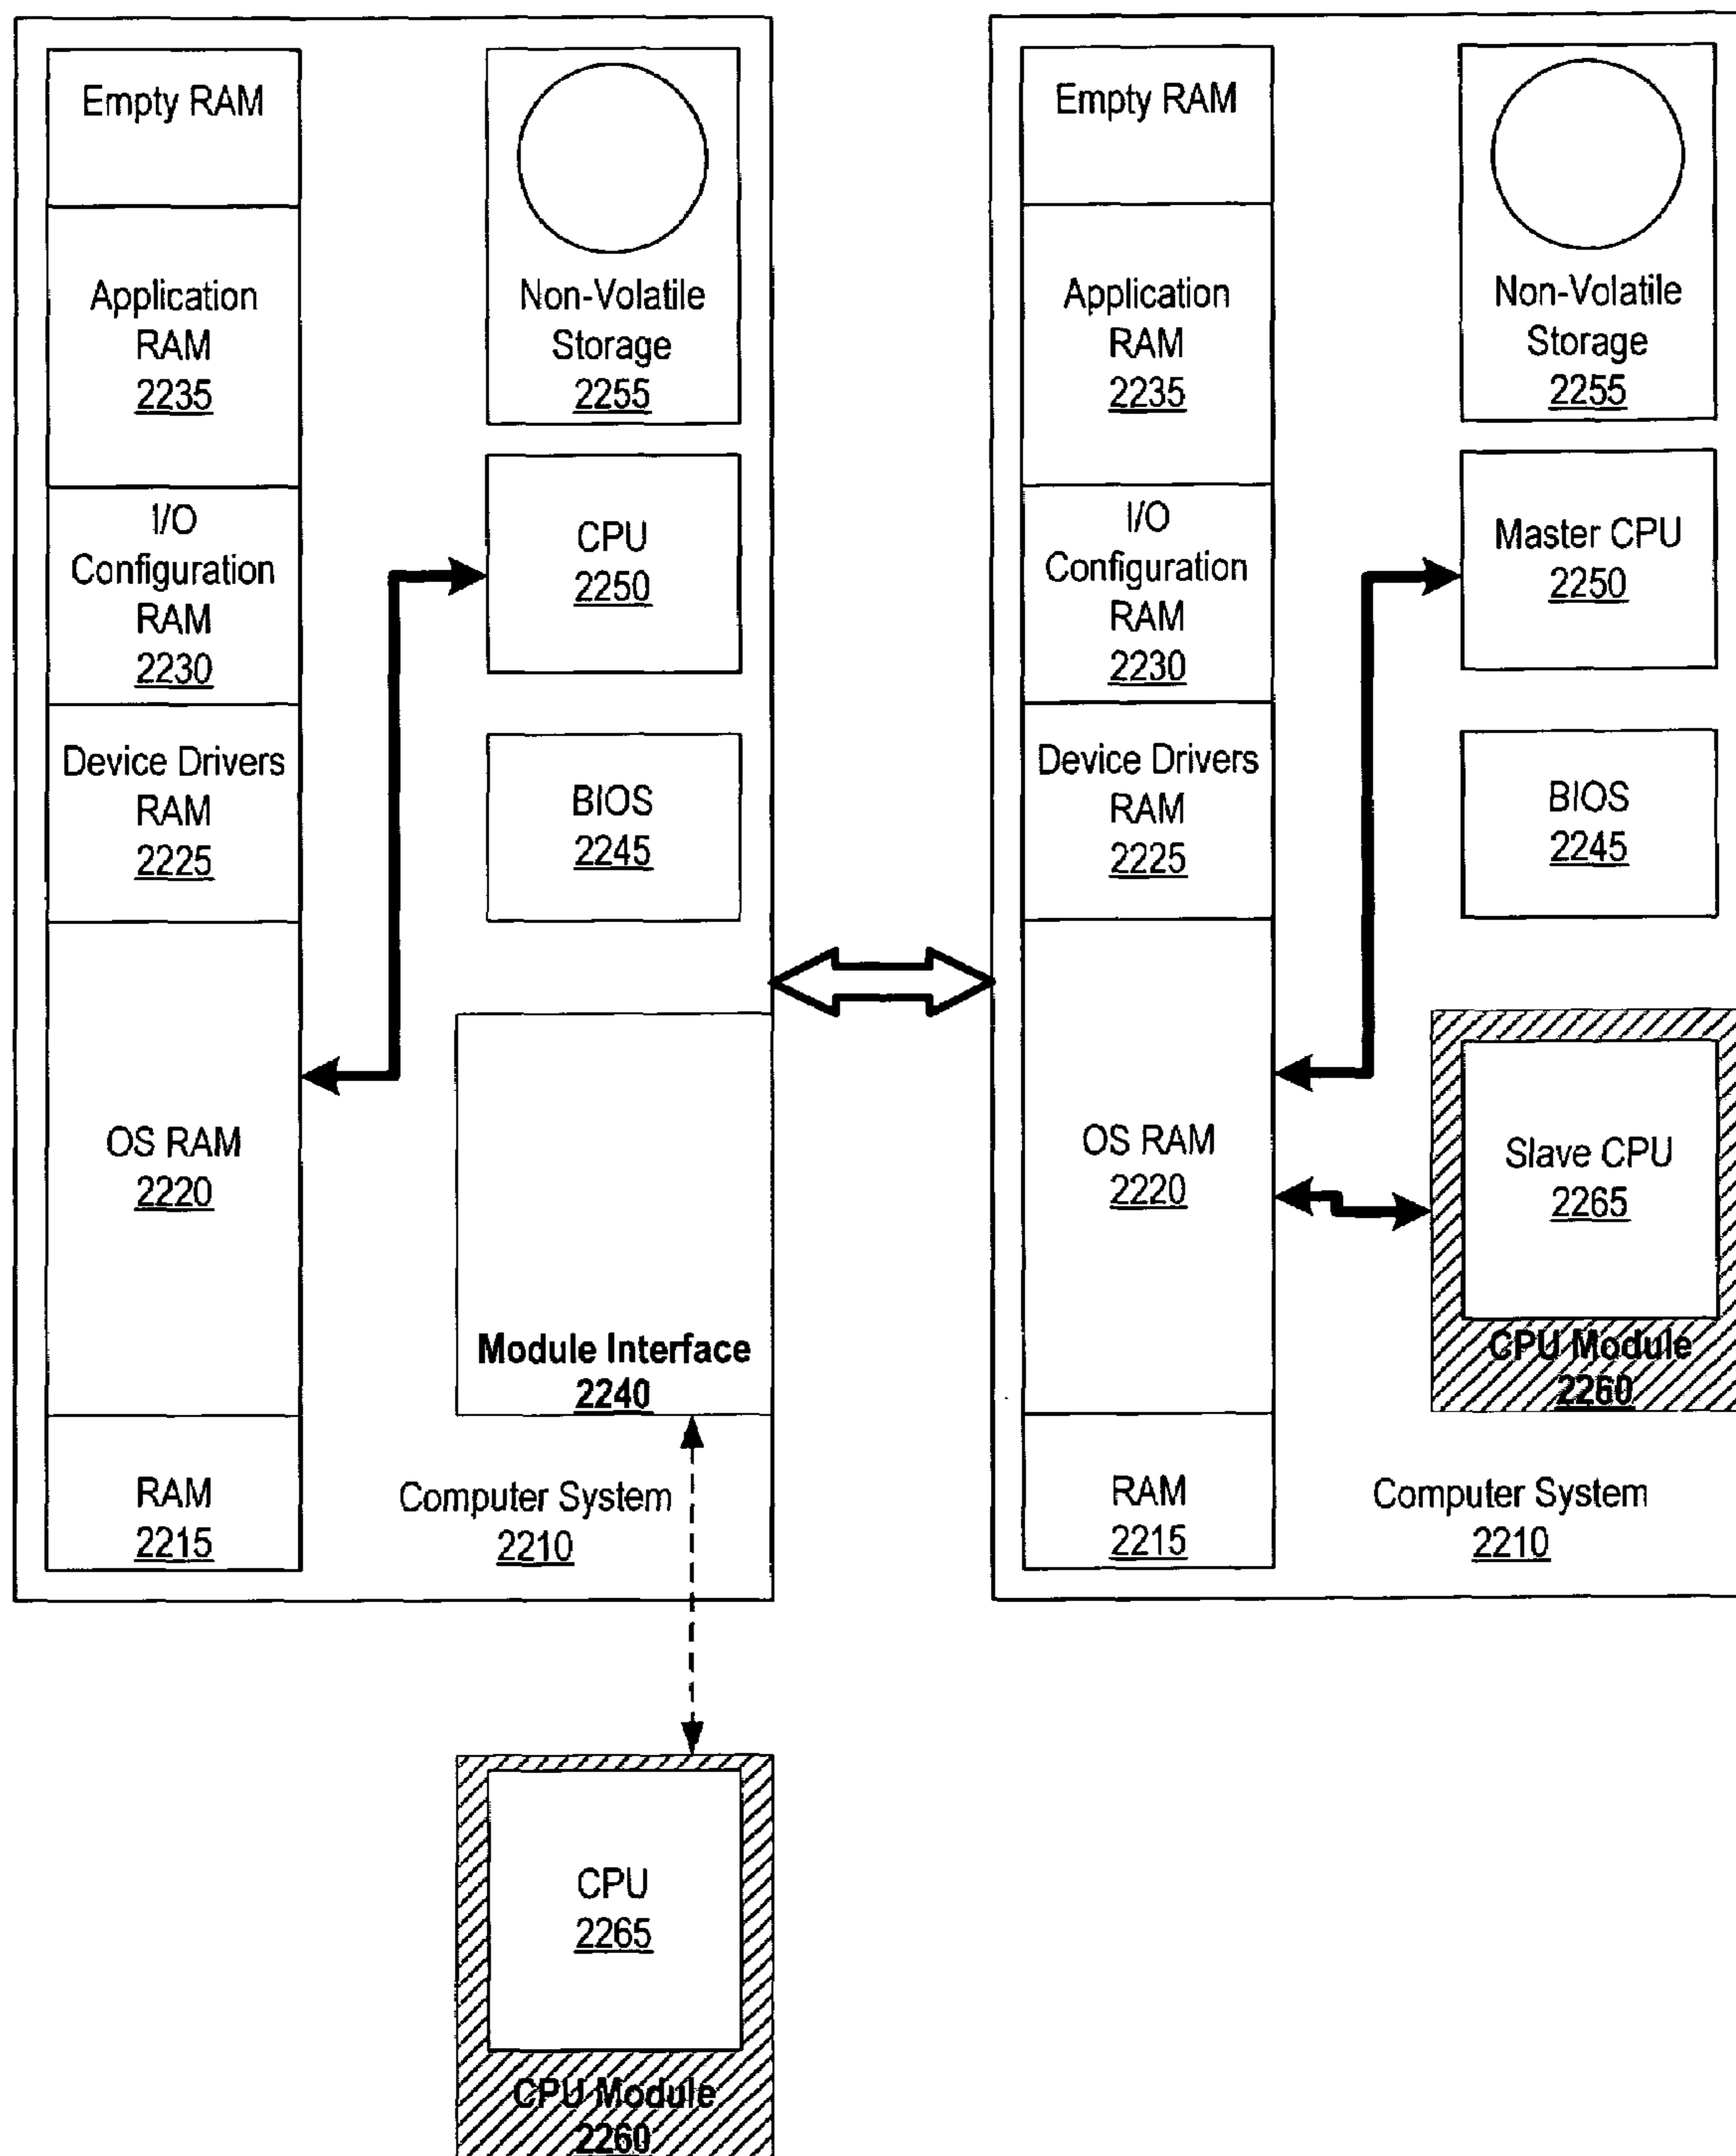 Empty RAM
Application
RAM
2235
I/O
Configuration
RAM
2230
Device Drivers
RAM
2225
OS RAM
2220
RAM
2215
Non-Volatile
Storage
2255
CPU
2250
BIOS
2245
Module Interface
2240
Computer System
2210
CPU
2265
CPU Module
2260
Empty RAM
Application
RAM
2235
I/O
Configuration
RAM
2230
Device Drivers
RAM
2225
OS RAM
2220
RAM
2215
Non-Volatile
Storage
2255
Master CPU
2250
BIOS
2245
Slave CPU
2265
CPU Module
2260
Computer System
2210